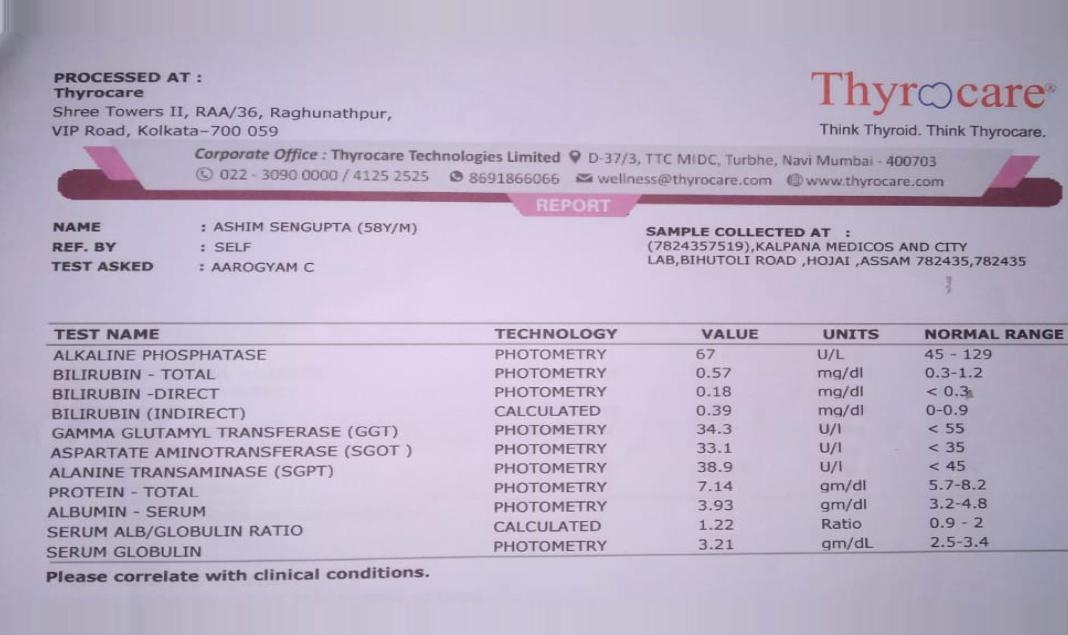 PROCESSED AT :
Thyrocare
Shree Towers II, RAA/36, Raghunathpur,
VIP Road, Kolkata-700 059
Thyrocare®
Think Thyroid. Think Thyrocare.
Corporate Office : Thyrocare Technologies Limited D-37/3, TTC MIDC, Turbhe, Navi Mumbai - 400703
022 - 3090 0000 / 4125 2525 8691866066 wellness@thyrocare.com www.thyrocare.com
REPORT
NAME : ASHIM SENGUPTA (58Y/M)
REF. BY : SELF
TEST ASKED : AAROGYAM C
SAMPLE COLLECTED AT :
(7824357519),KALPANA MEDICOS AND CITY
LAB,BIHUTOLI ROAD ,HOJAI ,ASSAM 782435,782435
TEST NAME TECHNOLOGY VALUE UNITS NORMAL RANGE
ALKALINE PHOSPHATASE PHOTOMETRY 67 U/L 45 - 129
BILIRUBIN - TOTAL PHOTOMETRY 0.57 mg/dl 0.3-1.2
BILIRUBIN -DIRECT PHOTOMETRY 0.18 mg/dl < 0.3
BILIRUBIN (INDIRECT) CALCULATED 0.39 mg/dl 0-0.9
GAMMA GLUTAMYL TRANSFERASE (GGT) PHOTOMETRY 34.3 U/l < 55
ASPARTATE AMINOTRANSFERASE (SGOT ) PHOTOMETRY 33.1 U/l < 35
ALANINE TRANSAMINASE (SGPT) PHOTOMETRY 38.9 U/l < 45
PROTEIN - TOTAL PHOTOMETRY 7.14 gm/dl 5.7-8.2
ALBUMIN - SERUM PHOTOMETRY 3.93 gm/dl 3.2-4.8
SERUM ALB/GLOBULIN RATIO CALCULATED 1.22 Ratio 0.9 - 2
SERUM GLOBULIN PHOTOMETRY 3.21 gm/dL 2.5-3.4
Please correlate with clinical conditions.